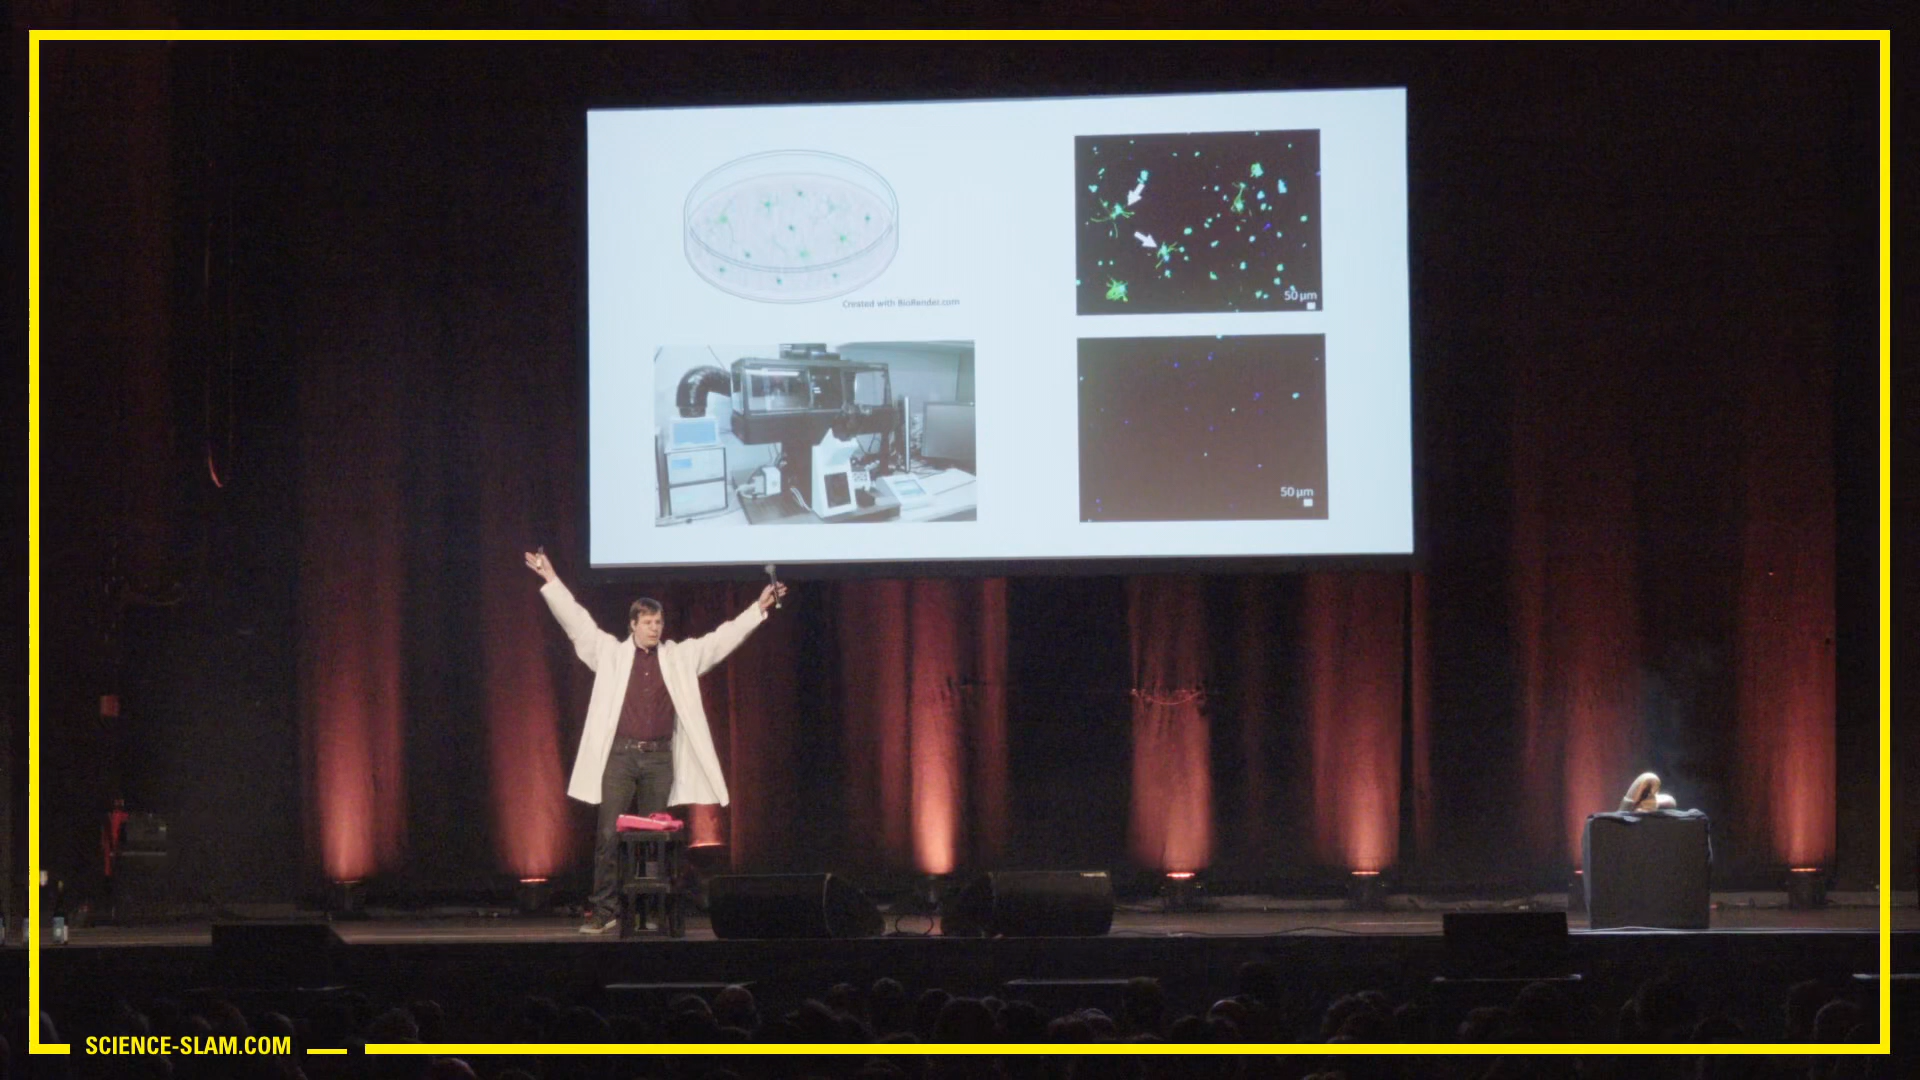 Created with BioRender.com
50 µm
50 µm
SCIENCE-SLAM.COM